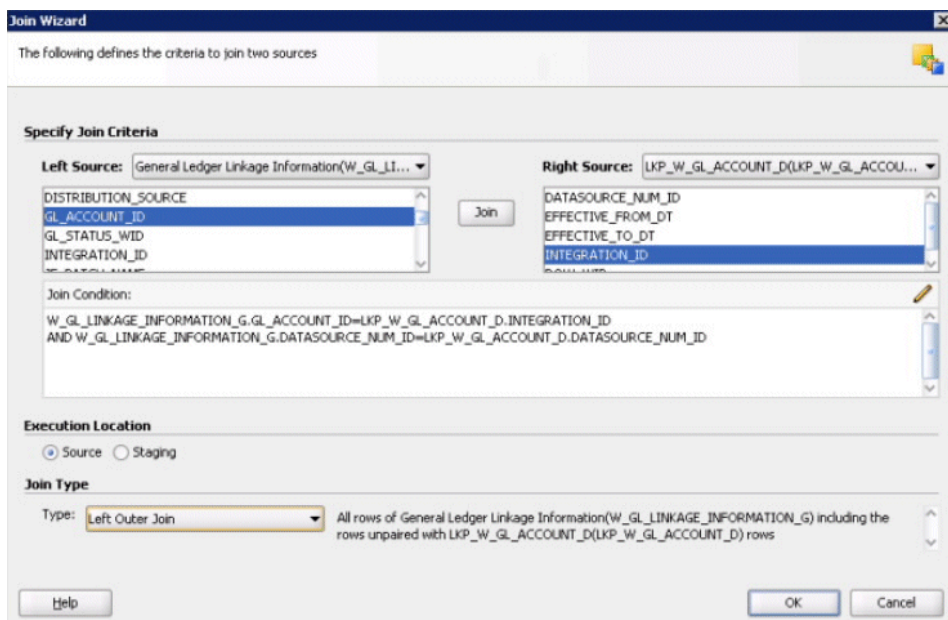 Join Wizard
The following defines the criteria to join two sources
Specify Join Criteria
Left Source: General Ledger Linkage Information(W_GL_LI...
Right Source: LKP_W_GL_ACCOUNT_D(LKP_W_GL_ACCOU...
DISTRIBUTION_SOURCE
GL_ACCOUNT_ID
GL_STATUS_WID
INTEGRATION_ID
Join
DATASOURCE_NUM_ID
EFFECTIVE_FROM_DT
EFFECTIVE_TO_DT
INTEGRATION_ID
Join Condition:
W_GL_LINKAGE_INFORMATION_G.GL_ACCOUNT_ID=LKP_W_GL_ACCOUNT_D.INTEGRATION_ID
AND W_GL_LINKAGE_INFORMATION_G.DATASOURCE_NUM_ID=LKP_W_GL_ACCOUNT_D.DATASOURCE_NUM_ID
Execution Location
Source Staging
Join Type
Type: Left Outer Join
All rows of General Ledger Linkage Information(W_GL_LINKAGE_INFORMATION_G) including the
rows unpaired with LKP_W_GL_ACCOUNT_D(LKP_W_GL_ACCOUNT_D) rows
Help
OK
Cancel